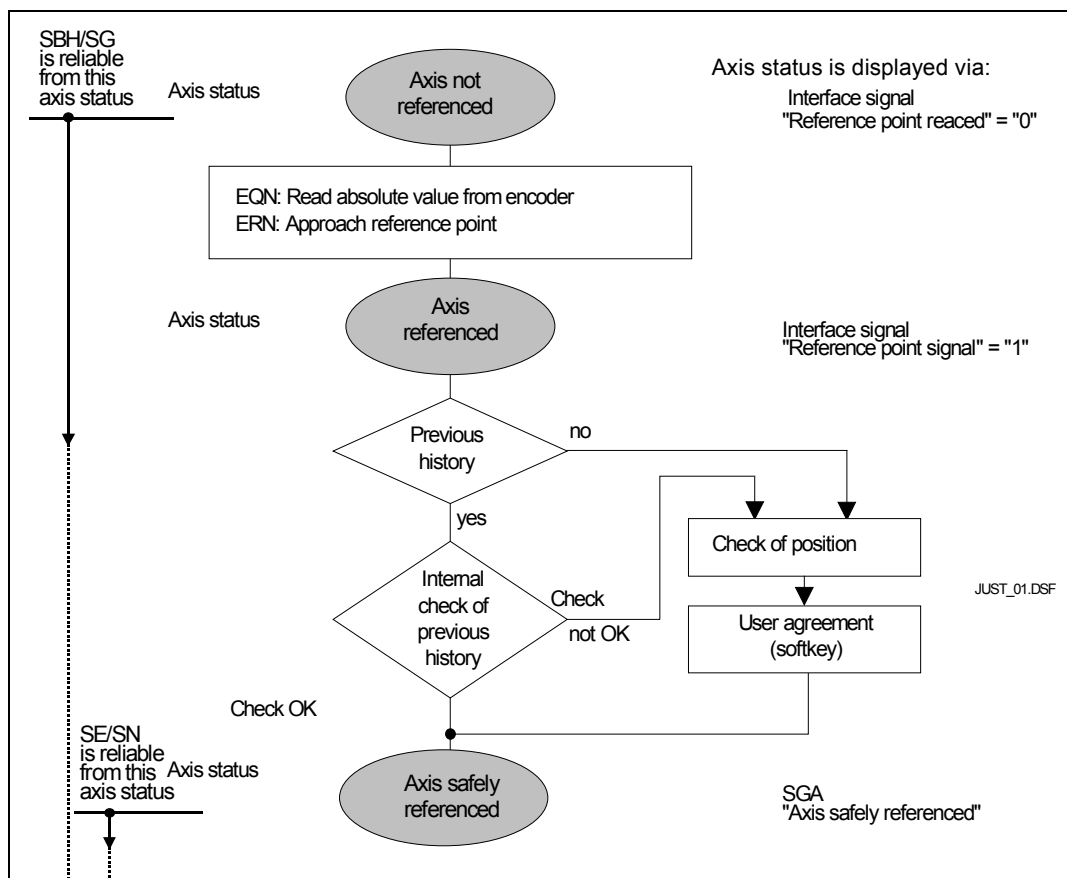 SBH/SG
is reliable
from this
axis status
Axis status
Axis not
referenced
Axis status is displayed via:
Interface signal
"Reference point reaced" = "0"
EQN: Read absolute value from encoder
ERN: Approach reference point
Axis status
Axis
referenced
Interface signal
"Reference point signal" = "1"
Previous
history
no
yes
Internal
check of
previous
history
Check
not OK
Check of position
User agreement
(softkey)
JUST_01.DSF
Check OK
SE/SN
is reliable
from this
axis status
Axis status
Axis safely
referenced
SGA
"Axis safely referenced"